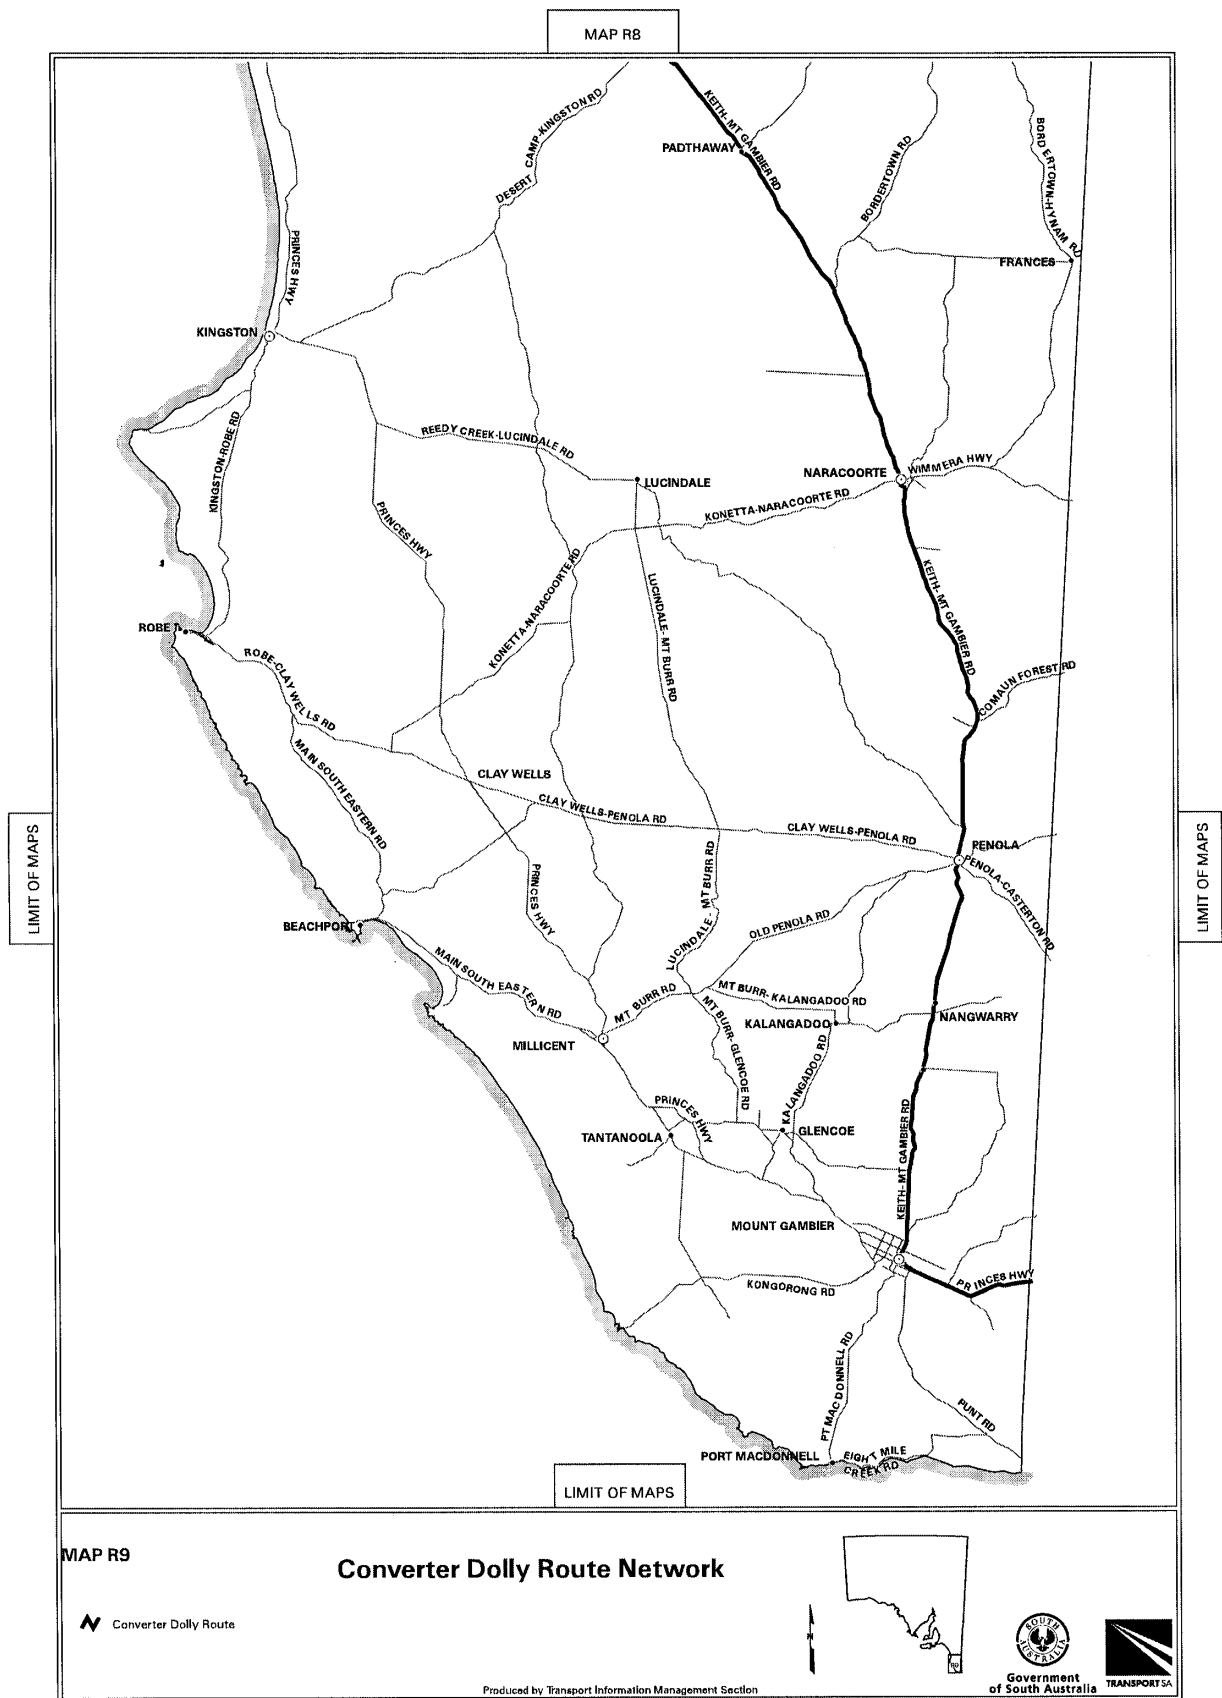 MAP R8
KEITH-MT GAMBIER RD
DESERT CAMP-KINGSTON RD
PADTHAWAY
BORDERTOWN RD
BORDERTOWN-HYNAM RD
FRANCES
PRINCES HWY
KINGSTON
KINGSTON-ROBE RD
REEDY CREEK-LUCINDALE RD
LUCINDALE
NARACOORTE
WIMMERA HWY
KONETTA-NARACOORTE RD
PRINCES HWY
KONETTA-NARACOORTE RD
LUCINDALE-MT BURR RD
KEITH-MT GAMBIER RD
ROBE
ROBE-CLAY WELLS RD
COMAUN FOREST RD
MAIN SOUTH EASTERN RD
CLAY WELLS
CLAY WELLS-PENOLA RD
CLAY WELLS-PENOLA RD
PENOLA
PENOLA-CASTERTON RD
LIMIT OF MAPS
LIMIT OF MAPS
PRINCES HWY
LUCINDALE - MT BURR RD
OLD PENOLA RD
BEACHPORT
MAIN SOUTH EASTERN RD
MT BURR RD
MT BURR-KALANGADOO RD
MT BURR-GLENCOE RD
KALANGADOO
NANGWARRY
MILLICENT
KALANGADOO RD
PRINCES HWY
TANTANOOLA
GLENCOE
KEITH-MT GAMBIER RD
MOUNT GAMBIER
KONGORONG RD
PRINCES HWY
PT MACDONNELL RD
PUNT RD
PORT MACDONNELL
EIGHT MILE
CREEK RD
LIMIT OF MAPS
MAP R9
Converter Dolly Route Network
Converter Dolly Route
N
R9
SOUTH
AUSTRALIA
Government
of South Australia
TRANSPORT SA
Produced by Transport Information Management Section